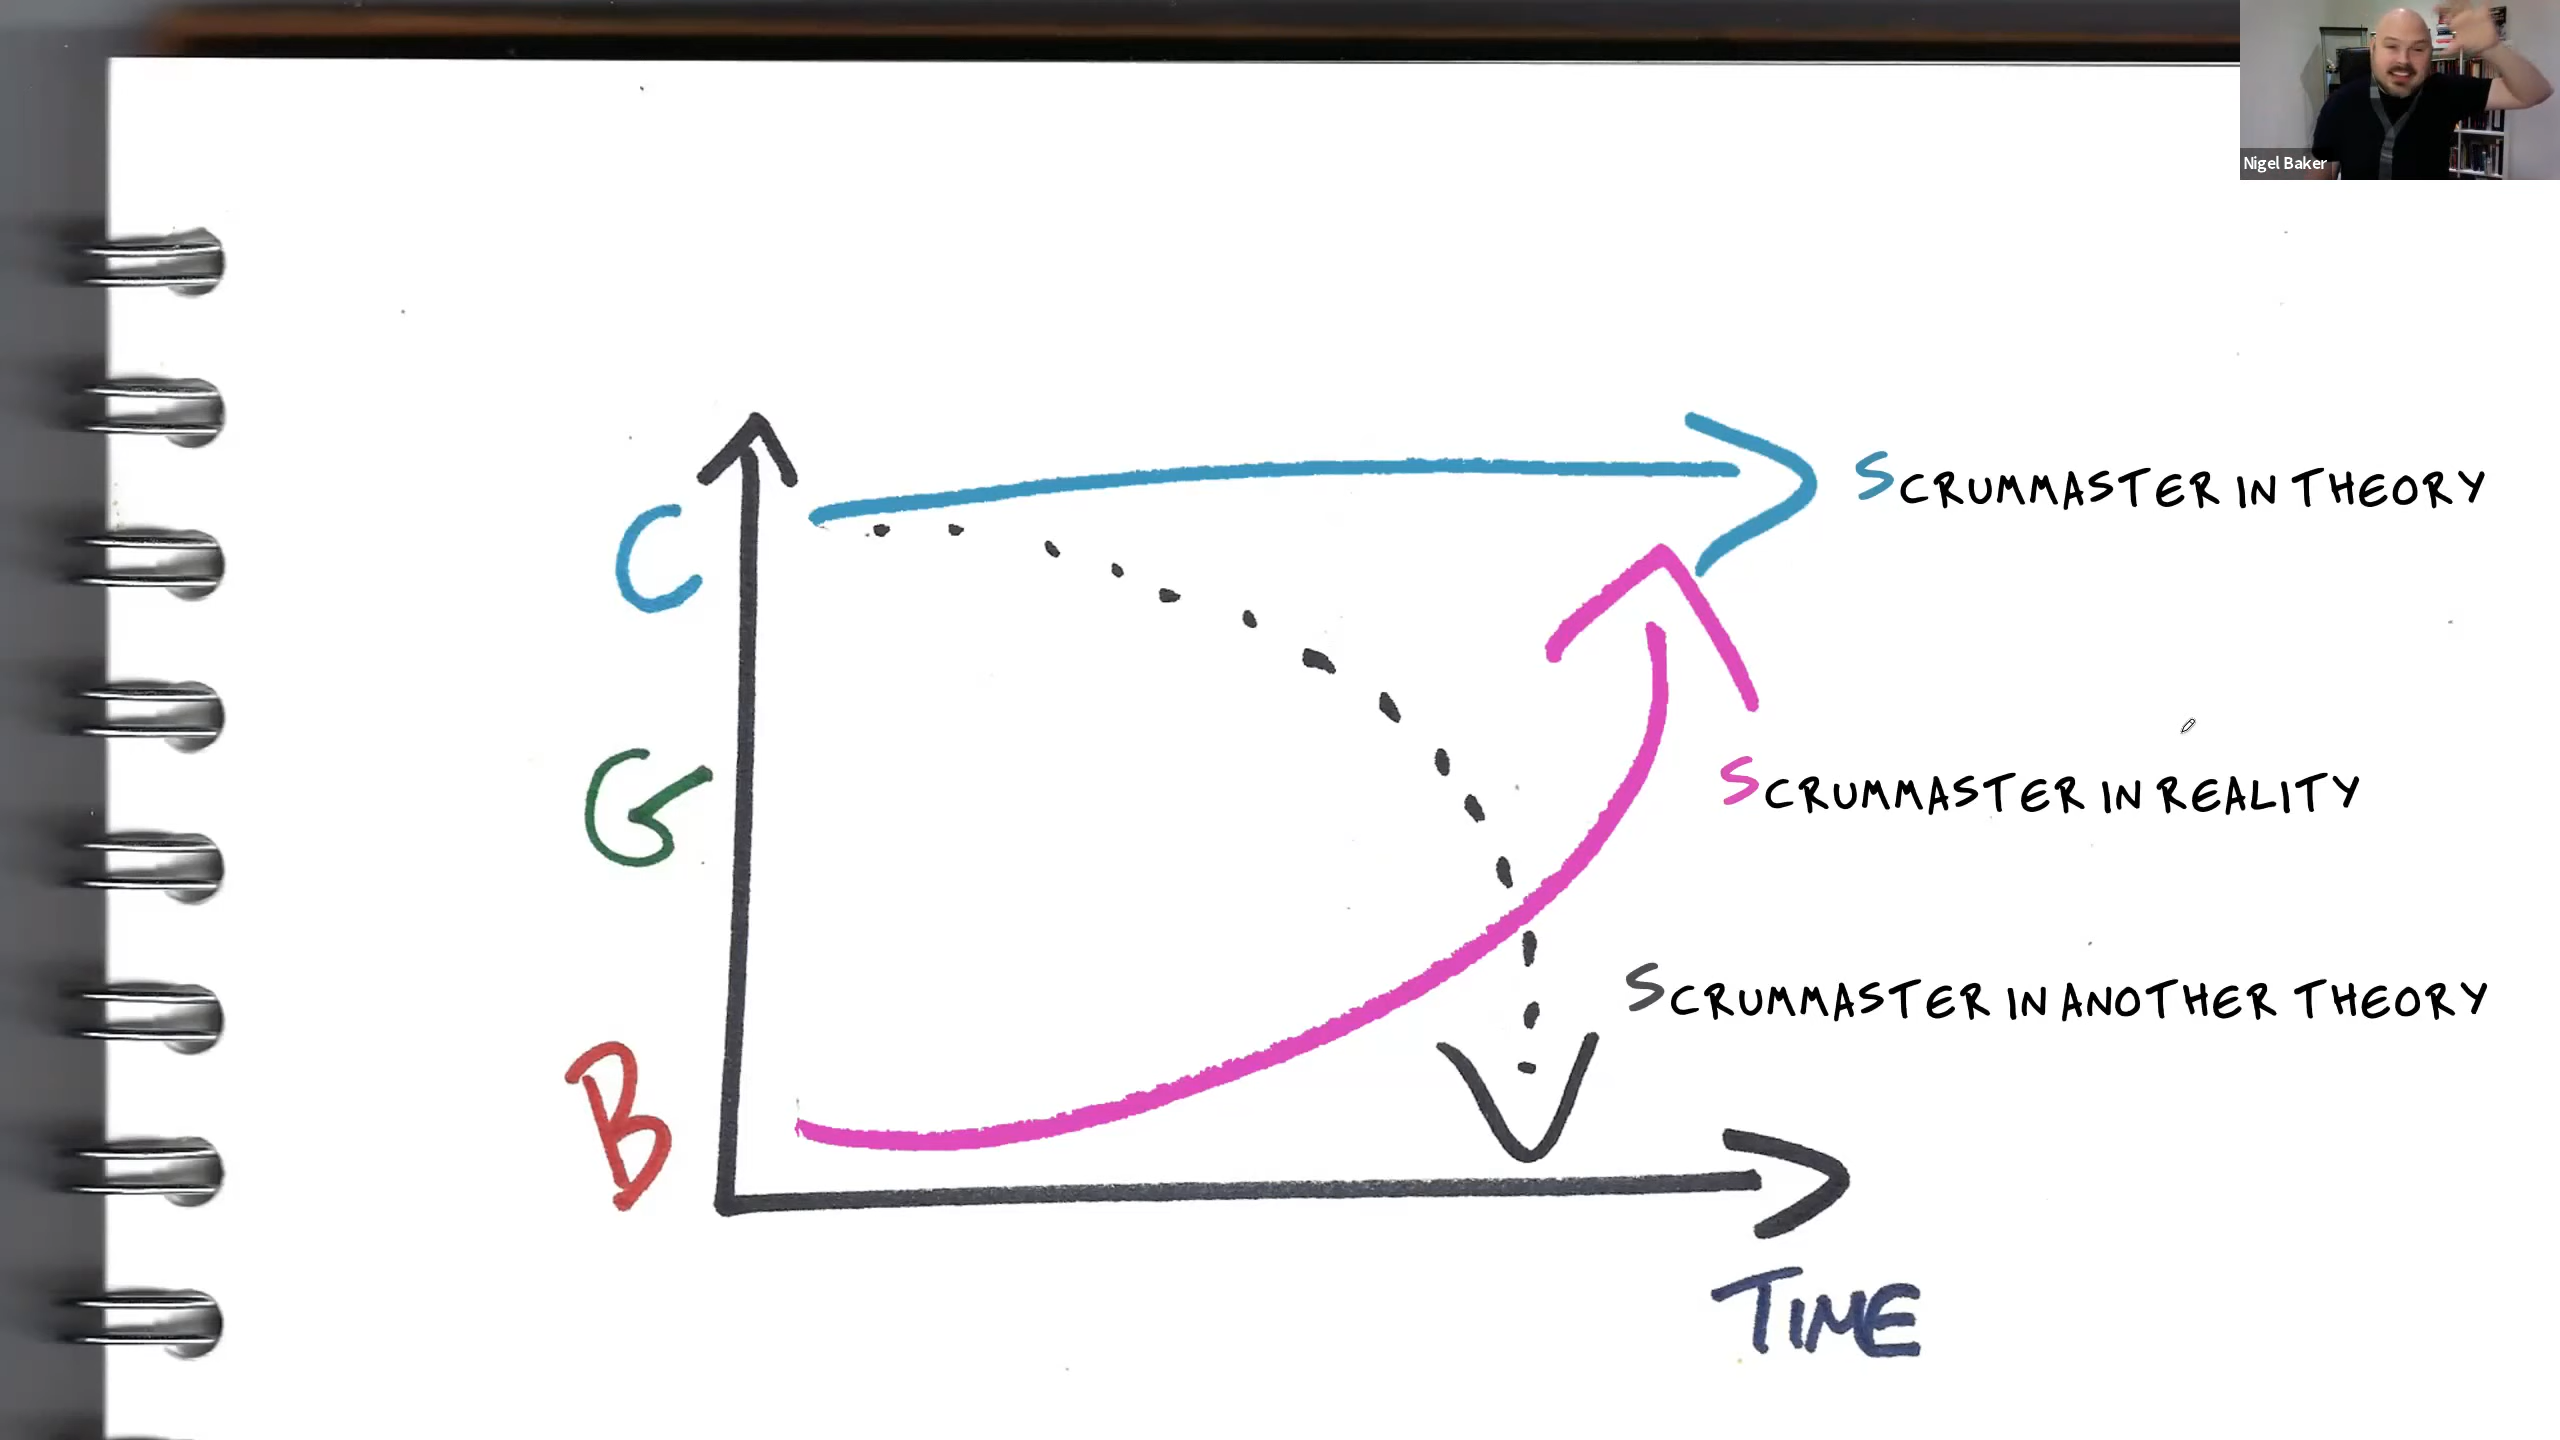 Nigel Baker
C
SCRUMMASTER IN THEORY
G
SCRUMMASTER IN REALITY
SCRUMMASTER IN ANOTHER THEORY
B
TIME